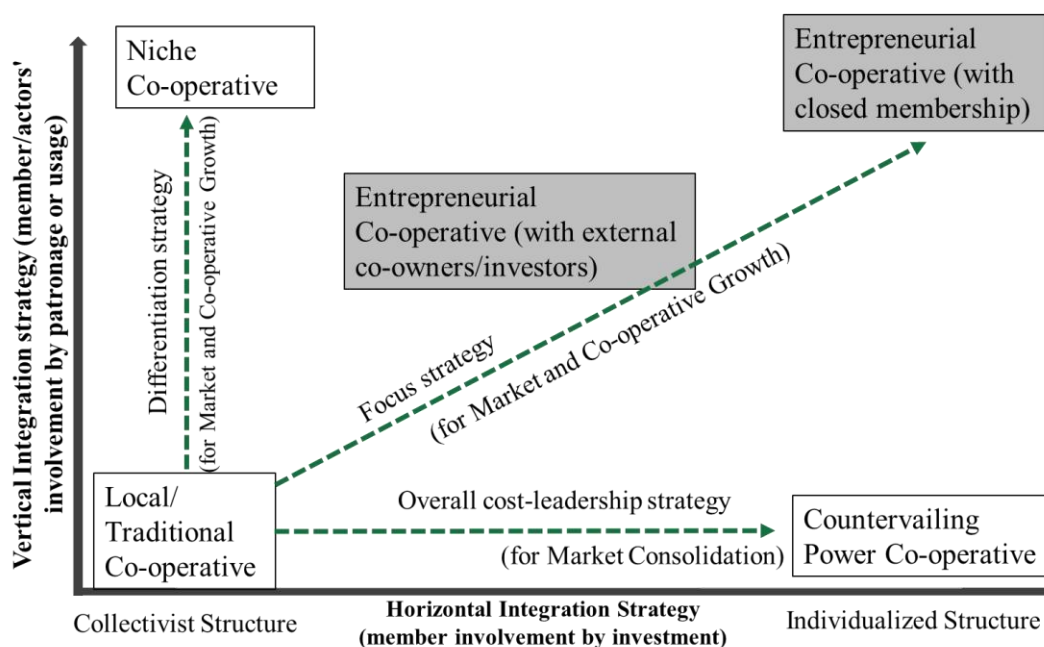 Vertical Integration strategy (member/actors'
involvement by patronage or usage)
Niche
Co-operative
Entrepreneurial
Co-operative (with
closed membership)
Differentiation strategy
(for Market and Co-operative Growth)
Entrepreneurial
Co-operative (with external
co-owners/investors)
Focus strategy
(for Market and Co-operative Growth)
Local/
Traditional
Co-operative
Overall cost-leadership strategy
(for Market Consolidation)
Countervailing
Power Co-operative
Collectivist Structure
Horizontal Integration Strategy
(member involvement by investment)
Individualized Structure